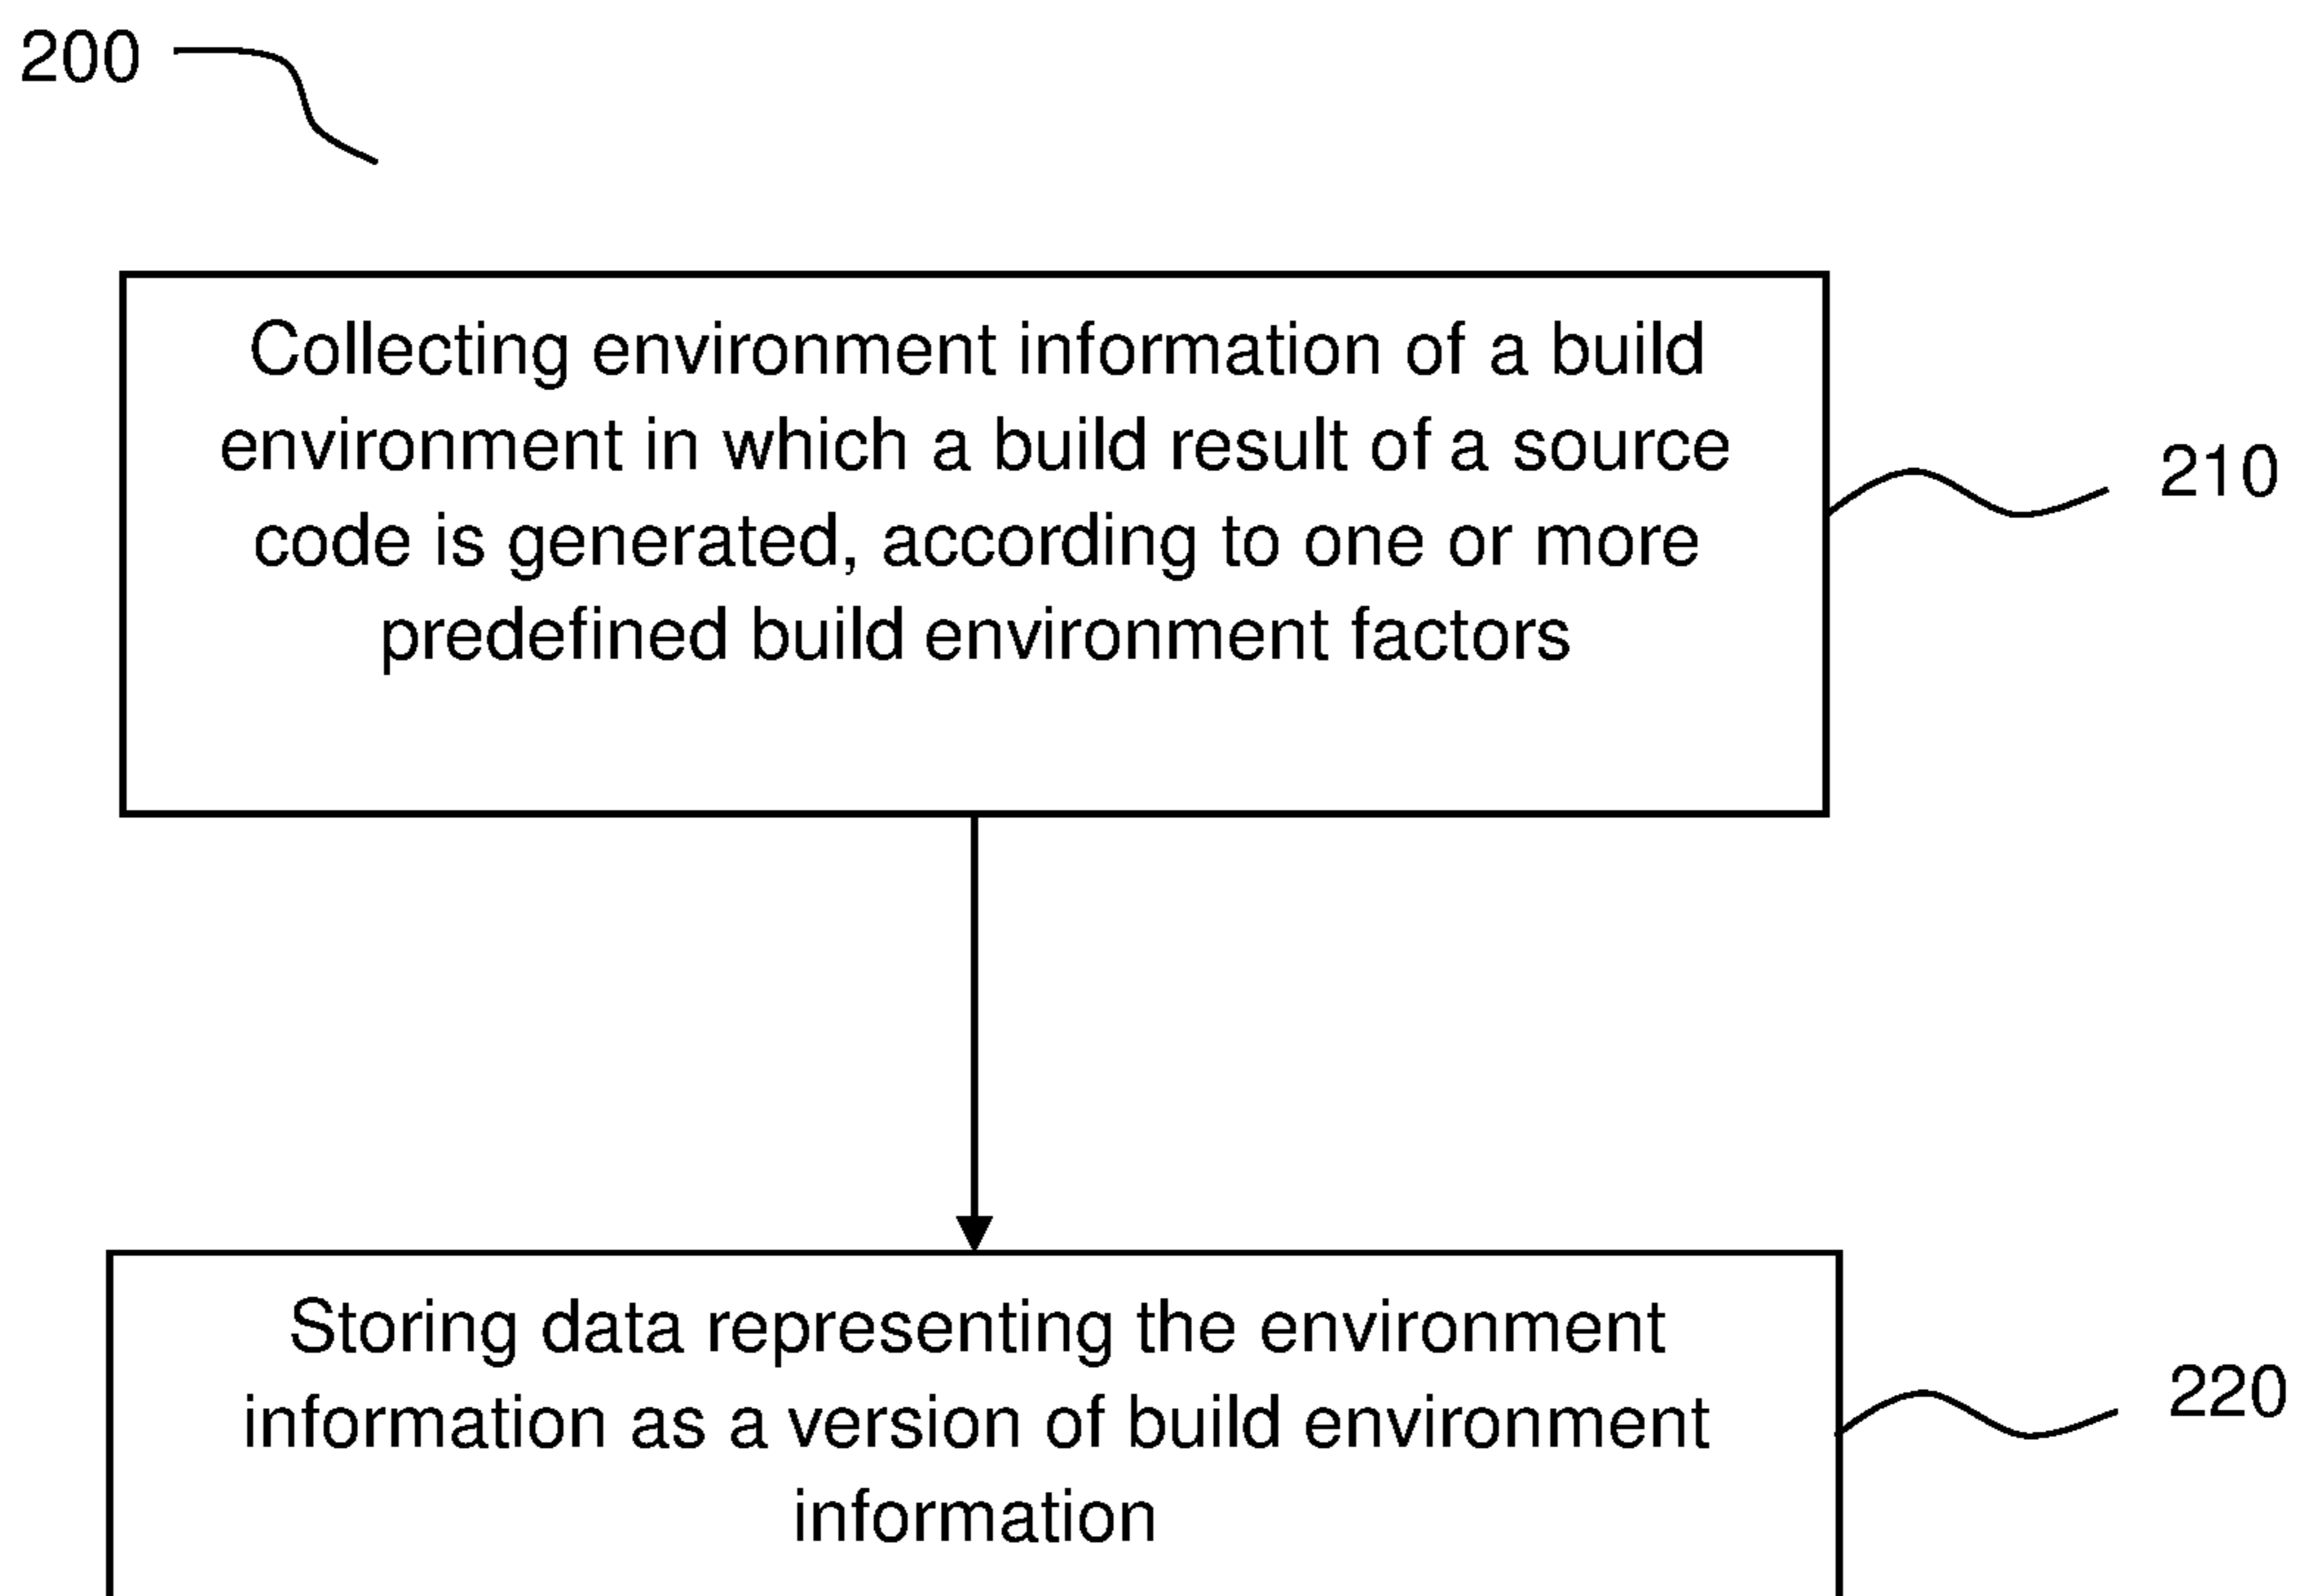 200
Collecting environment information of a build
environment in which a build result of a source
code is generated, according to one or more
predefined build environment factors
210
Storing data representing the environment
information as a version of build environment
information
220